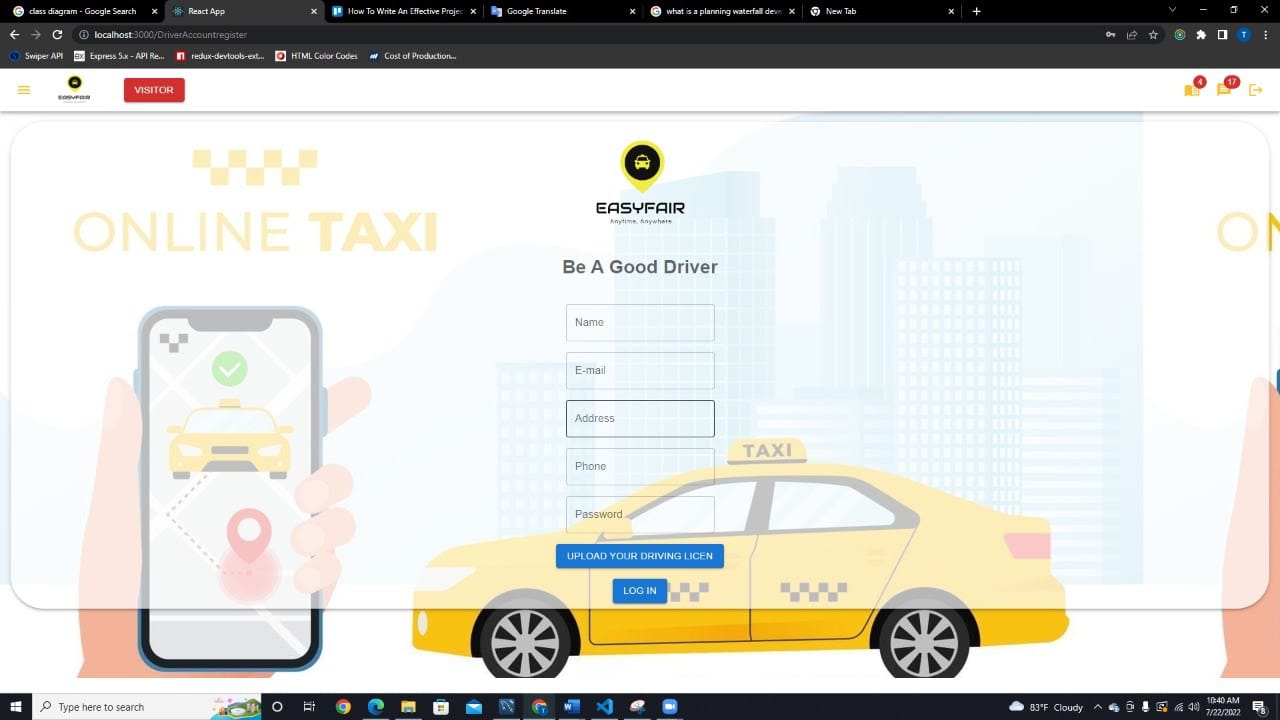 class diagram - Google Search
React App
How To Write An Effective Projec
Google Translate
what is a planning waterfall deve
New Tab
localhost:3000/DriverAccountregister
Swiper API
Express 5.x - API Re...
redux-devtools-ext...
HTML Color Codes
Cost of Production...
EASYFAIR
VISITOR
4
17
ONLINE TAXI
EASYFAIR
Anytime, Anywhere
ON
Be A Good Driver
Name
E-mail
Address
TAXI
Phone
Password
UPLOAD YOUR DRIVING LICEN
LOG IN
Type here to search
83°F Cloudy
10:40 AM
7/22/2022
8